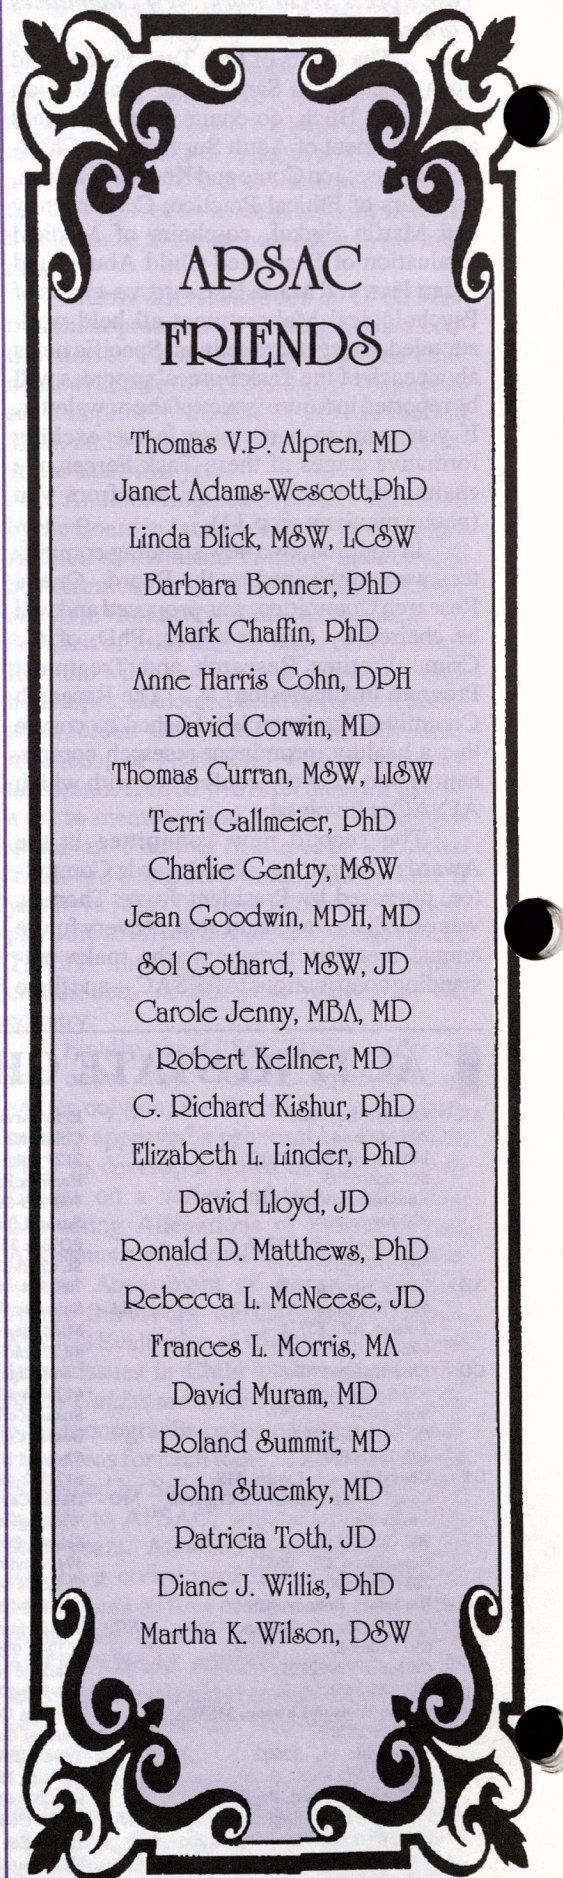 APSAC
FRIENDS
Thomas V.P. Alpren, MD
Janet Adams-Wescott,PhD
Linda Blick, MSW, LCSW
Barbara Bonner, PhD
Mark Chaffin, PhD
Anne Harris Cohn, DPH
David Corwin, MD
Thomas Curran, MSW, LISW
Terri Gallmeier, PhD
Charlie Gentry, MSW
Jean Goodwin, MPH, MD
Sol Gothard, MSW, JD
Carole Jenny, MBA, MD
Robert Kellner, MD
G. Richard Kishur, PhD
Elizabeth L. Linder, PhD
David Lloyd, JD
Ronald D. Matthews, PhD
Rebecca L. McNeese, JD
Frances L. Morris, MA
David Muram, MD
Roland Summit, MD
John Stuemky, MD
Patricia Toth, JD
Diane J. Willis, PhD
Martha K. Wilson, DSW